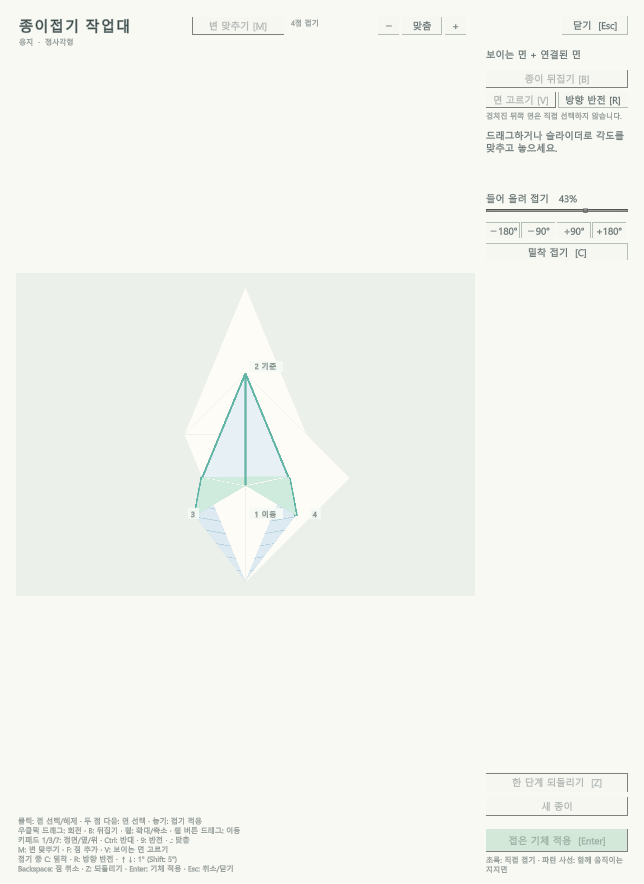 종이접기 작업대
용지 · 정사각형
변 맞추기 [M]
4점 접기
－ 맞춤 ＋
닫기 [Esc]
보이는 면 + 연결된 면
종이 뒤집기 [B]
면 고르기 [V] 방향 반전 [R]
겹쳐진 뒤쪽 면은 직접 선택하지 않습니다.
드래그하거나 슬라이더로 각도를
맞추고 놓으세요.
들어 올려 접기 43%
−180° −90° +90° +180°
밀착 접기 [C]
2 기준
3
1 이동
4
한 단계 되돌리기 [Z]
새 종이
접은 기체 적용 [Enter]
초록: 직접 접기 · 파란 사선: 함께 움직이는
지지면
클릭: 점 선택/해제 · 두 점 다음: 면 선택 · 놓기: 접기 적용
우클릭 드래그: 회전 · B: 뒤집기 · 휠: 확대/축소 · 휠 버튼 드래그: 이동
키패드 1/3/7: 정면/옆/위 · Ctrl: 반대 · 9: 반전 · .: 맞춤
M: 변 맞추기 · F: 점 추가 · V: 보이는 면 고르기
접기 중 C: 밀착 · R: 방향 반전 · ↑ ↓: 1° (Shift: 5°)
Backspace: 점 취소 · Z: 되돌리기 · Enter: 기체 적용 · Esc: 취소/닫기